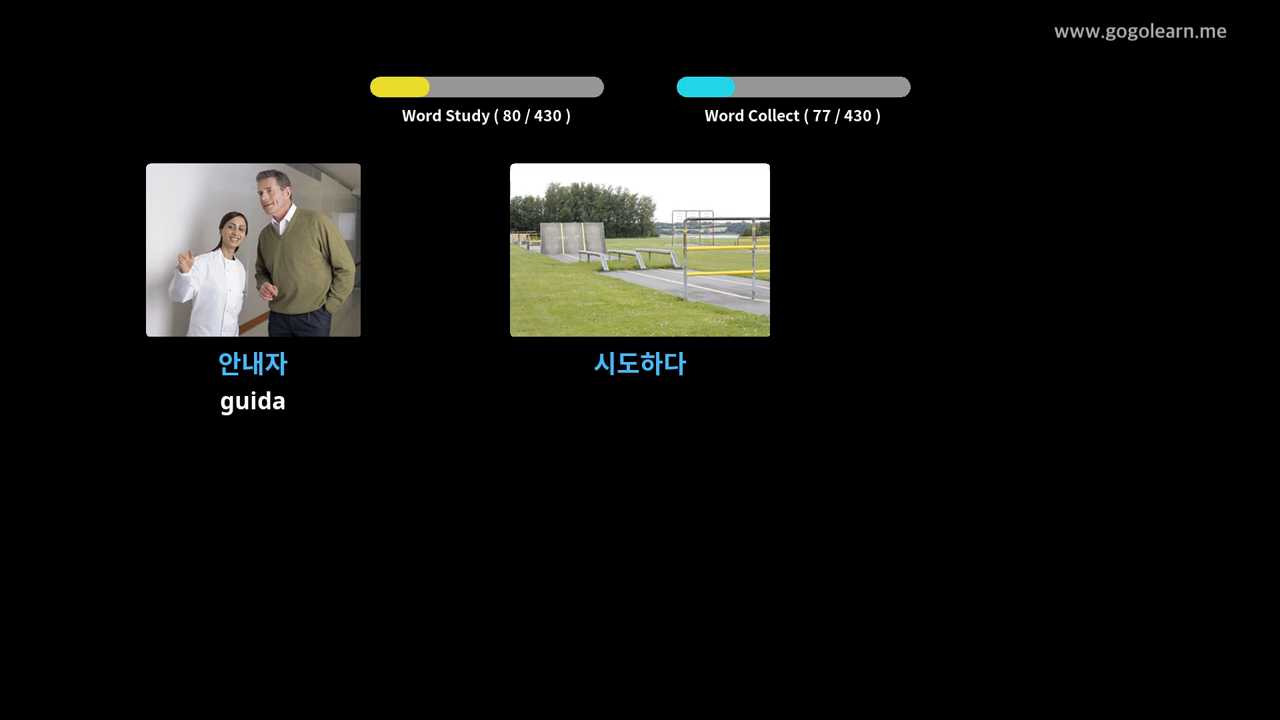 www.gogolearn.me
Word Study ( 80 / 430 )
Word Collect ( 77 / 430 )
안내자
guida
시도하다